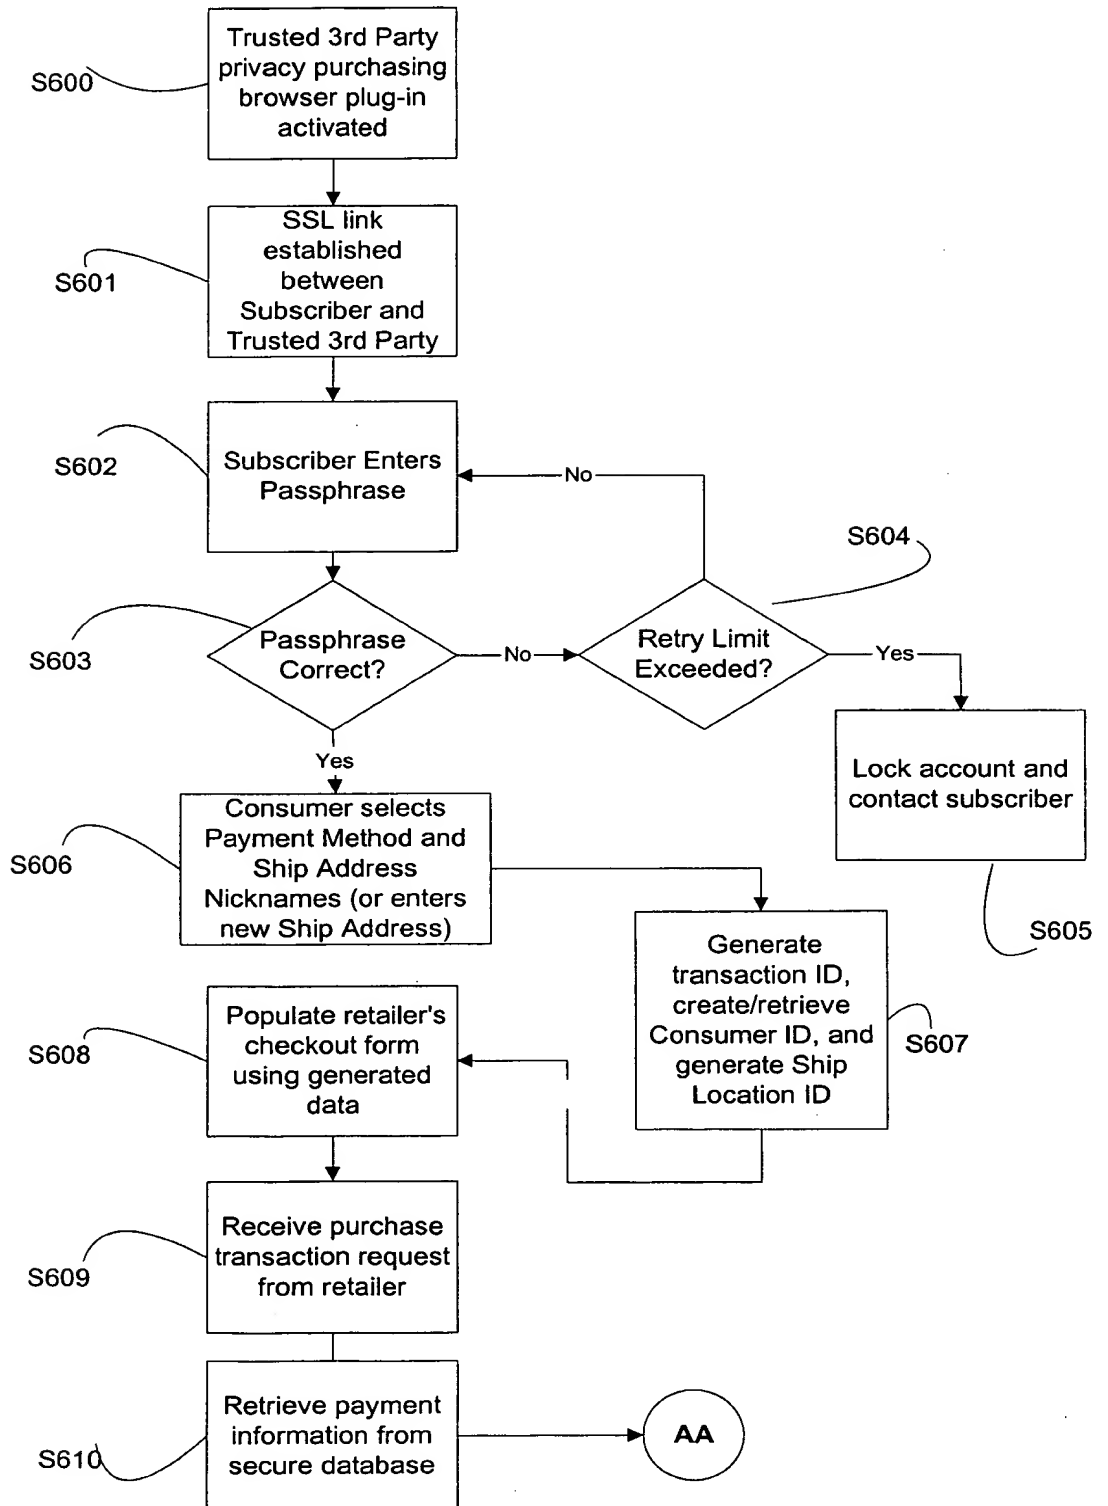 Trusted 3rd Party
privacy purchasing
browser plug-in
activated
S600
SSL link
established
between
Subscriber and
Trusted 3rd Party
S601
Subscriber Enters
Passphrase
S602
No
S604
Passphrase
Correct?
S603
No
Retry Limit
Exceeded?
Yes
Yes
Lock account and
contact subscriber
S605
Consumer selects
Payment Method and
Ship Address
Nicknames (or enters
new Ship Address)
S606
Generate
transaction ID,
create/retrieve
Consumer ID, and
generate Ship
Location ID
S607
Populate retailer's
checkout form
using generated
data
S608
Receive purchase
transaction request
from retailer
S609
Retrieve payment
information from
secure database
S610
AA